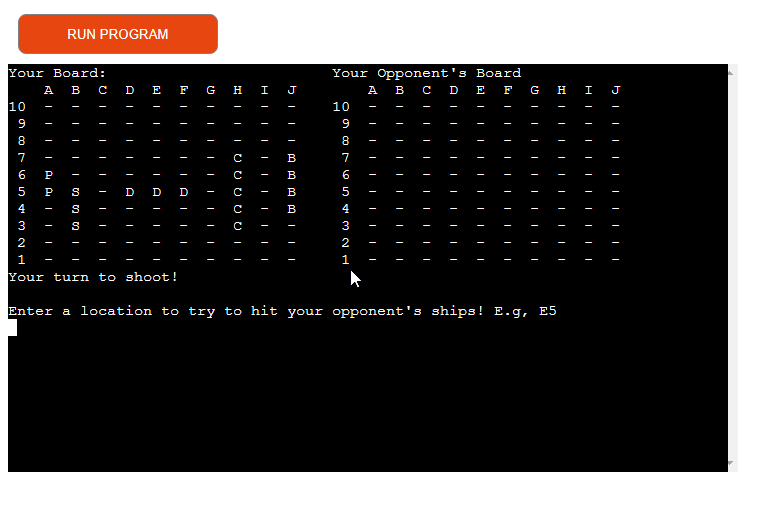 RUN PROGRAM
Your Board:                         Your Opponent's Board
    A  B  C  D  E  F  G  H  I  J        A  B  C  D  E  F  G  H  I  J
10  -  -  -  -  -  -  -  -  -  -    10  -  -  -  -  -  -  -  -  -  -
 9  -  -  -  -  -  -  -  -  -  -     9  -  -  -  -  -  -  -  -  -  -
 8  -  -  -  -  -  -  -  -  -  -     8  -  -  -  -  -  -  -  -  -  -
 7  -  -  -  -  -  -  -  C  -  B     7  -  -  -  -  -  -  -  -  -  -
 6  P  -  -  -  -  -  -  C  -  B     6  -  -  -  -  -  -  -  -  -  -
 5  P  S  -  D  D  D  -  C  -  B     5  -  -  -  -  -  -  -  -  -  -
 4  -  S  -  -  -  -  -  C  -  B     4  -  -  -  -  -  -  -  -  -  -
 3  -  S  -  -  -  -  -  C  -  -     3  -  -  -  -  -  -  -  -  -  -
 2  -  -  -  -  -  -  -  -  -  -     2  -  -  -  -  -  -  -  -  -  -
 1  -  -  -  -  -  -  -  -  -  -     1  -  -  -  -  -  -  -  -  -  -
Your turn to shoot!
Enter a location to try to hit your opponent's ships! E.g, E5